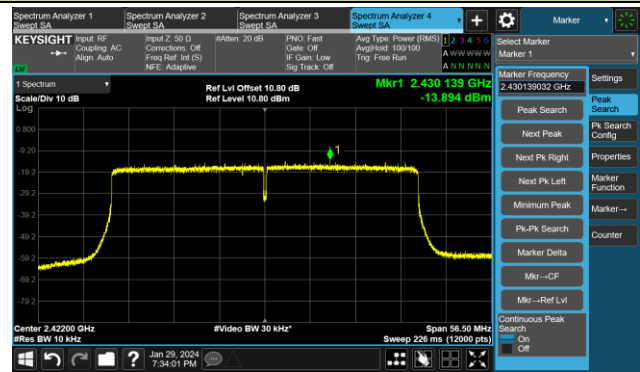 Spectrum Analyzer 1
Swept SA
Spectrum Analyzer 2
Swept SA
Spectrum Analyzer 3
Swept SA
Spectrum Analyzer 4
Swept SA
Marker
KEYSIGHT
Input: RF
Coupling: AC
Align: Auto
Input Z: 50 Ω
Corrections: Off
Freq Ref: Int (S)
NFE: Adaptive
#Atten: 20 dB
PNO: Fast
Gate: Off
IF Gain: Low
Sig Track: Off
Avg Type: Power (RMS)
Avg|Hold: 100/100
Trig: Free Run
1 2 3 4 5 6
A W W W W W
A N N N N N
Select Marker
Marker 1
1 Spectrum
Scale/Div 10 dB
Log
Ref Lvl Offset 10.80 dB
Ref Level 10.80 dBm
Mkr1 2.430 139 GHz
-13.894 dBm
0.800
-9.20
-19.2
-29.2
-39.2
-49.2
-59.2
-69.2
-79.2
1
Center 2.42200 GHz
#Res BW 10 kHz
#Video BW 30 kHz*
Span 56.50 MHz
Sweep 226 ms (12000 pts)
Marker Frequency
2.430139032 GHz
Peak Search
Next Peak
Next Pk Right
Next Pk Left
Minimum Peak
Pk-Pk Search
Marker Delta
Mkr→CF
Mkr→Ref Lvl
Continuous Peak
Search
On
Off
Settings
Peak
Search
Pk Search
Config
Properties
Marker
Function
Marker→
Counter
?
Jan 29, 2024
7:34:01 PM